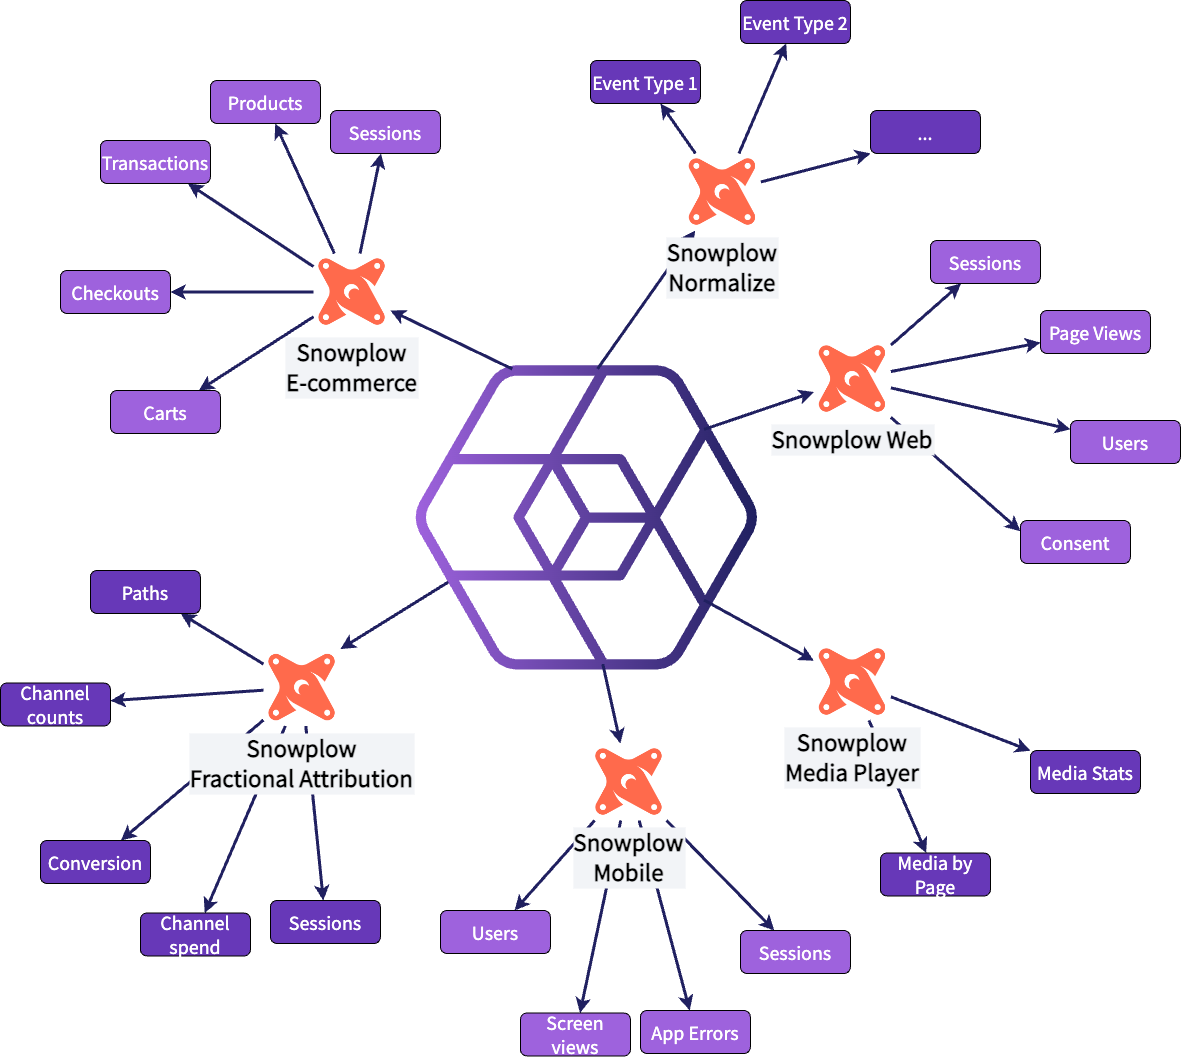 Event Type 2
Event Type 1
...
Products
Sessions
Transactions
Checkouts
Carts
Snowplow
E-commerce
Snowplow
Normalize
Sessions
Page Views
Users
Consent
Snowplow Web
Paths
Channel
counts
Snowplow
Fractional Attribution
Conversion
Channel
spend
Sessions
Snowplow
Mobile
Users
Screen
views
App Errors
Sessions
Snowplow
Media Player
Media Stats
Media by
Page